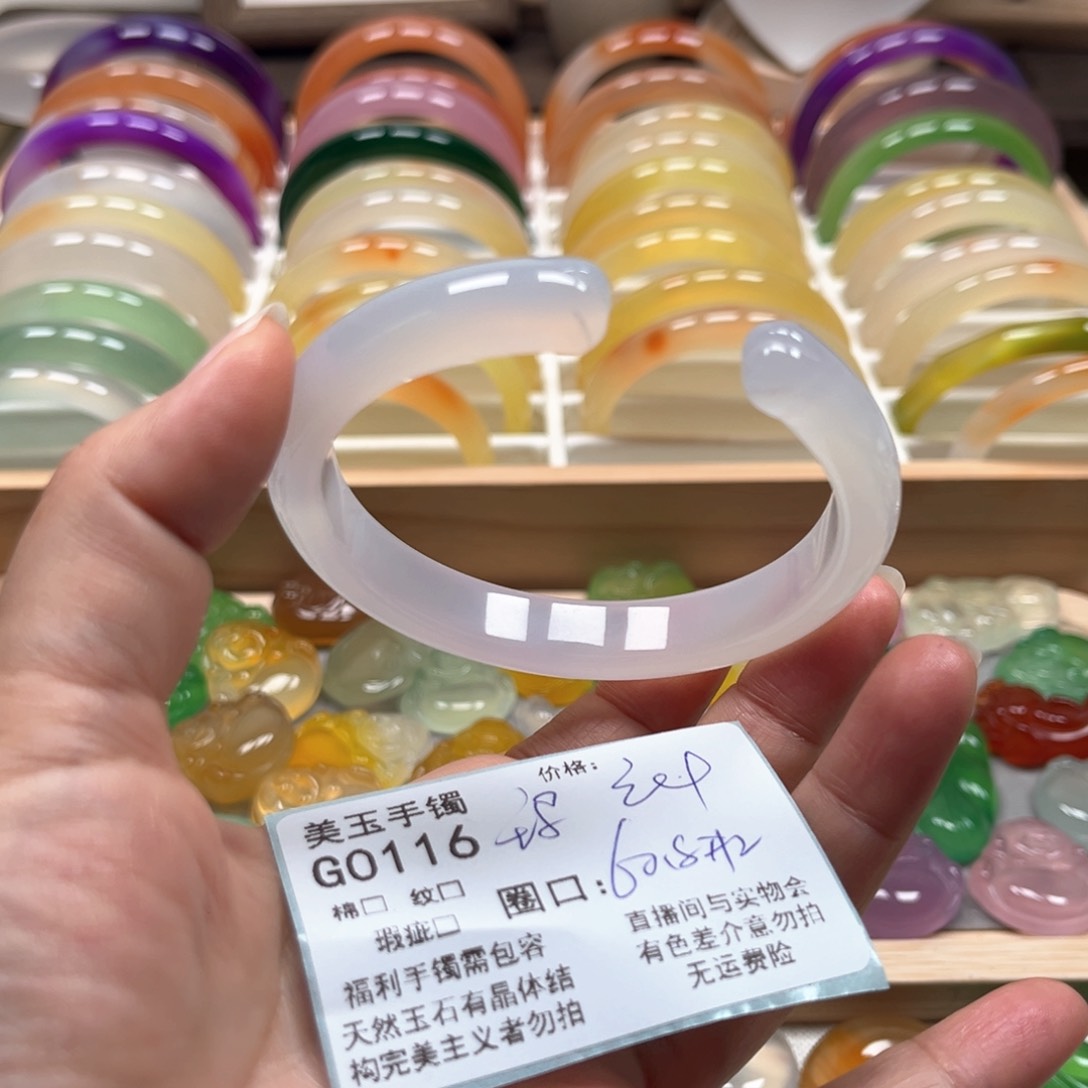 价格:
美玉手镯
GO116
棉□ 纹□
圈口:
瑕疵□
福利手镯需包容
天然玉石有晶体结
构完美主义者勿拍
直播间与实物会
有色差介意勿拍
无运费险